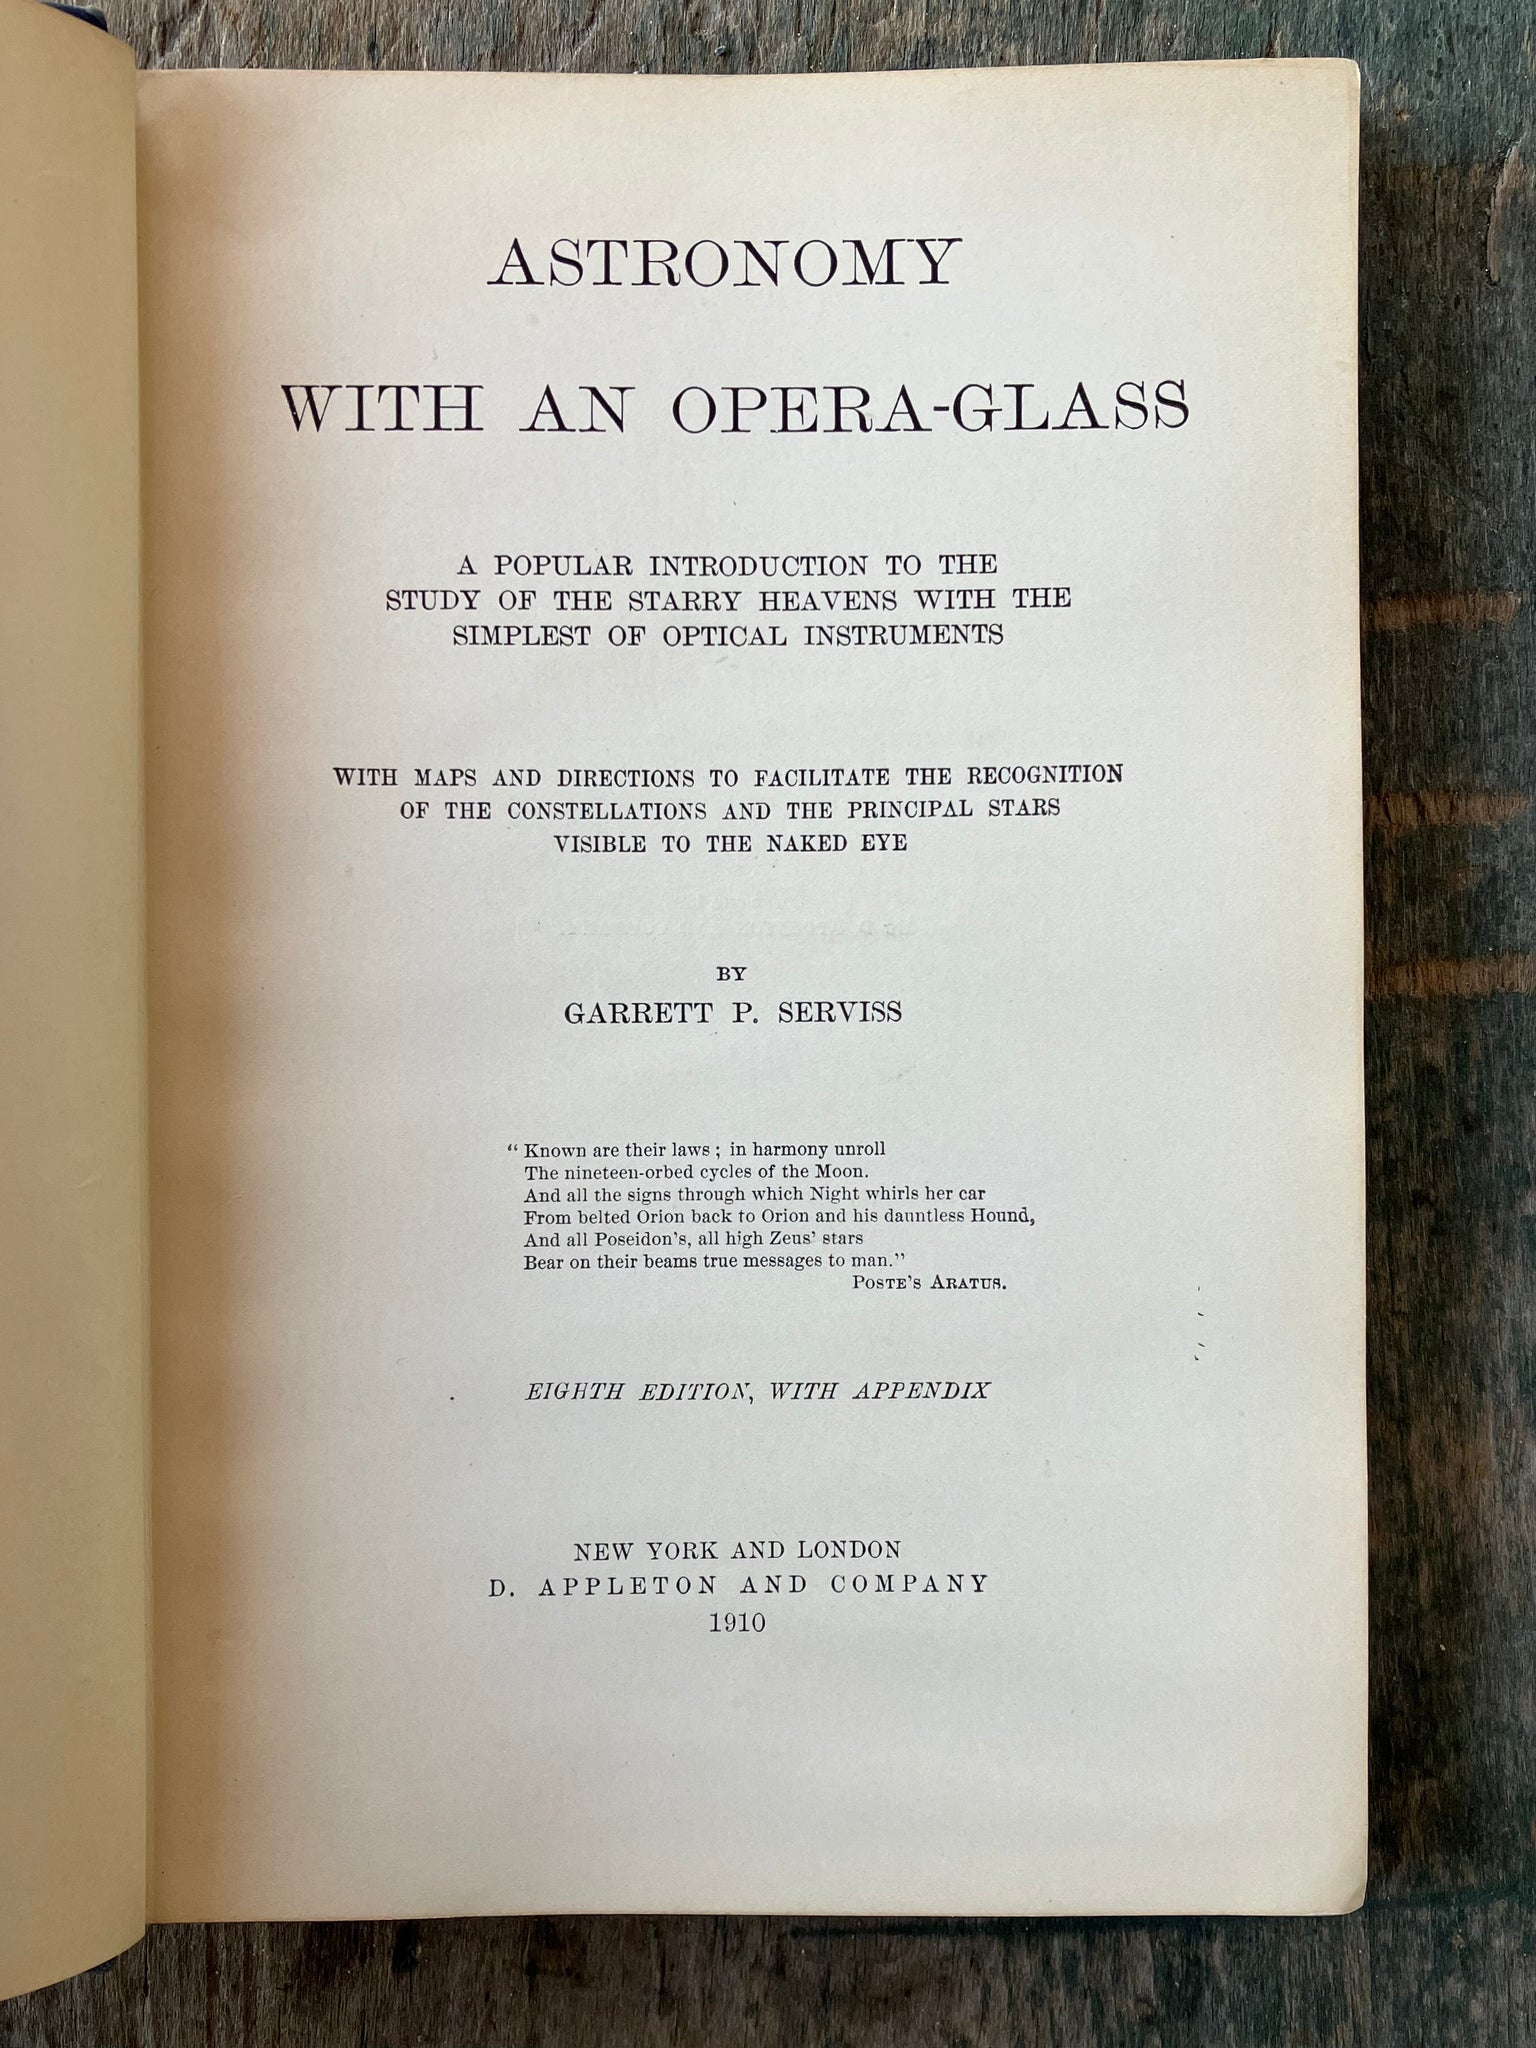 ASTRONOMY
WITH AN OPERA-GLASS
A POPULAR INTRODUCTION TO THE
STUDY OF THE STARRY HEAVENS WITH THE
SIMPLEST OF OPTICAL INSTRUMENTS
WITH MAPS AND DIRECTIONS TO FACILITATE THE RECOGNITION
OF THE CONSTELLATIONS AND THE PRINCIPAL STARS
VISIBLE TO THE NAKED EYE
BY
GARRETT P. SERVISS
“ Known are their laws ; in harmony unroll
The nineteen-orbed cycles of the Moon.
And all the signs through which Night whirls her car
From belted Orion back to Orion and his dauntless Hound,
And all Poseidon's, all high Zeus' stars
Bear on their beams true messages to man.”
POSTE'S ARATUS.
EIGHTH EDITION, WITH APPENDIX
NEW YORK AND LONDON
D. APPLETON AND COMPANY
1910